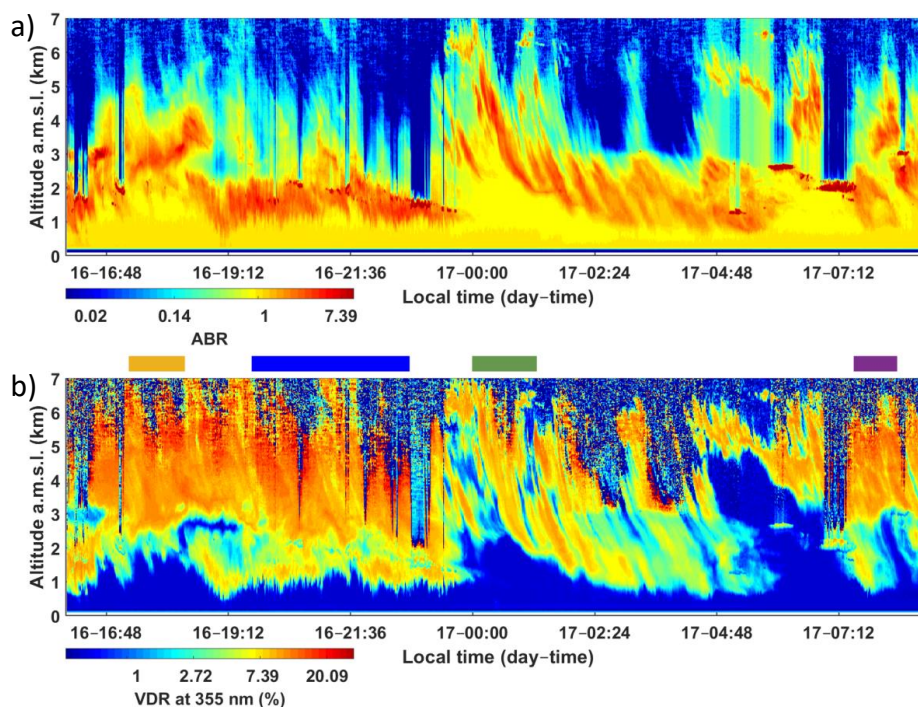 a)
7
6
5
4
3
2
1
0
Altitude a.m.s.l. (km)
16−16:48 16−19:12 16−21:36 17−00:00 17−02:24 17−04:48 17−07:12
Local time (day−time)
0.02 0.14 1 7.39
ABR
b)
7
6
5
4
3
2
1
0
Altitude a.m.s.l. (km)
16−16:48 16−19:12 16−21:36 17−00:00 17−02:24 17−04:48 17−07:12
Local time (day−time)
1 2.72 7.39 20.09
VDR at 355 nm (%)